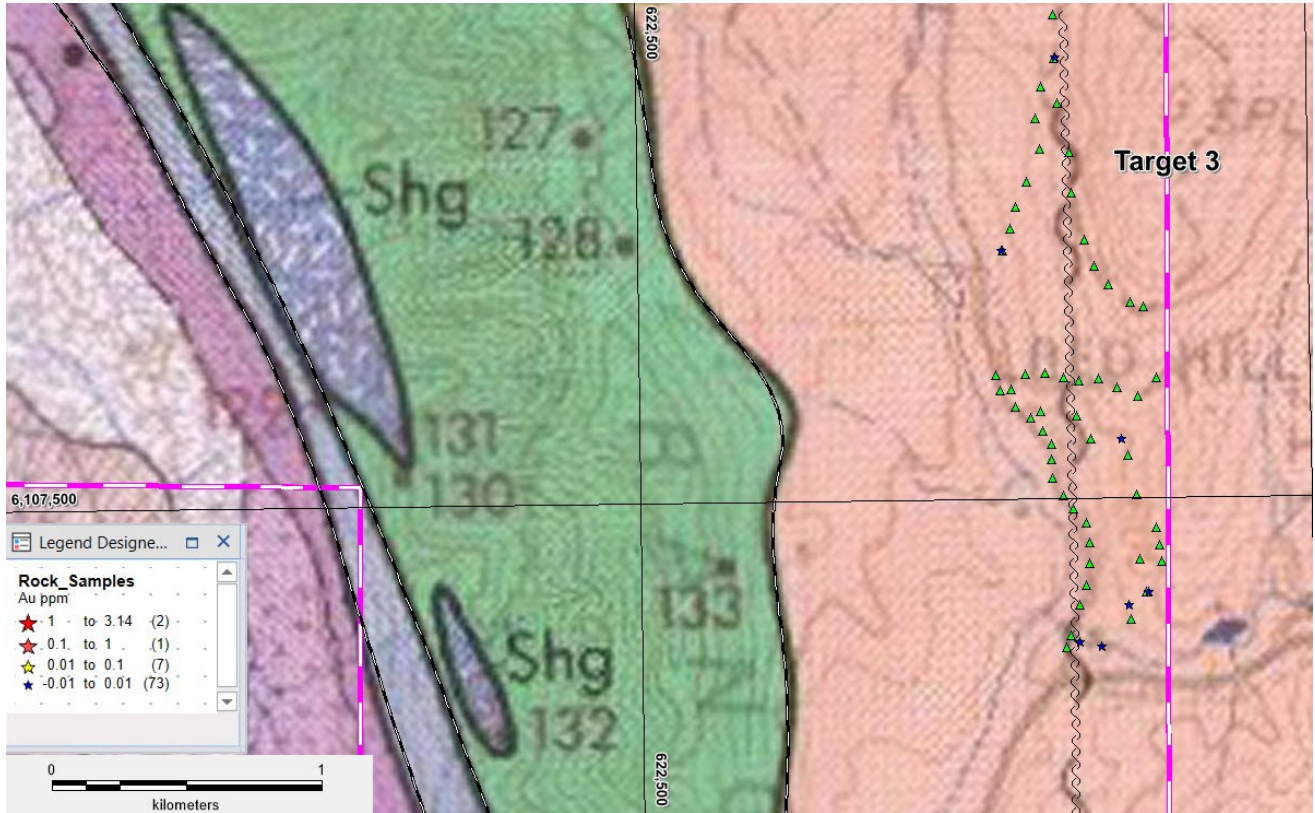 622,500
127
Shg
128
Target 3
RED HILL
131
130
6,107,500
133
Shg
132
622,500
Legend Designe...
Rock_Samples
Au ppm
1 to 3.14 (2)
0.1 to 1 (1)
0.01 to 0.1 (7)
-0.01 to 0.01 (73)
0 1
kilometers